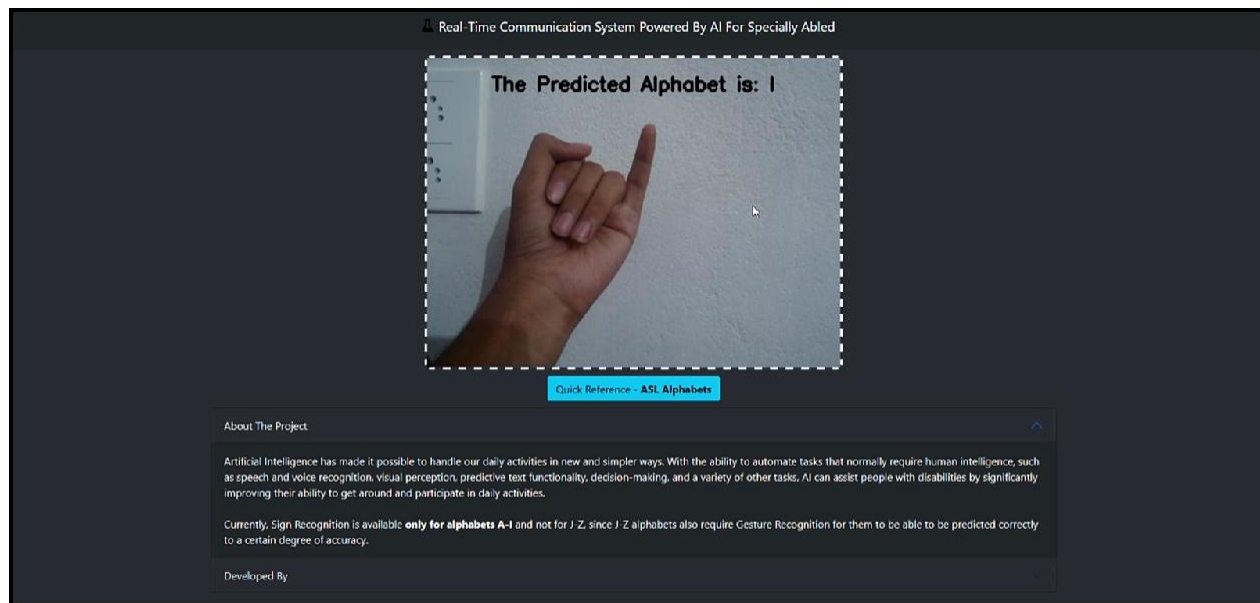 Real-Time Communication System Powered By AI For Specially Abled
The Predicted Alphabet is: I
Quick Reference - ASL Alphabets
About The Project
Artificial Intelligence has made it possible to handle our daily activities in new and simpler ways. With the ability to automate tasks that normally require human intelligence, such
as speech and voice recognition, visual perception, predictive text functionality, decision-making, and a variety of other tasks, AI can assist people with disabilities by significantly
improving their ability to get around and participate in daily activities.
Currently, Sign Recognition is available only for alphabets A-I and not for J-Z, since J-Z alphabets also require Gesture Recognition for them to be able to be predicted correctly
to a certain degree of accuracy.
Developed By